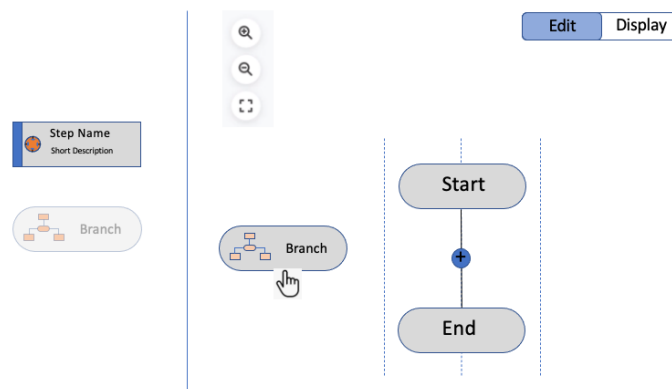 Edit
Display
Step Name
Short Description
Start
Branch
Branch
+
End